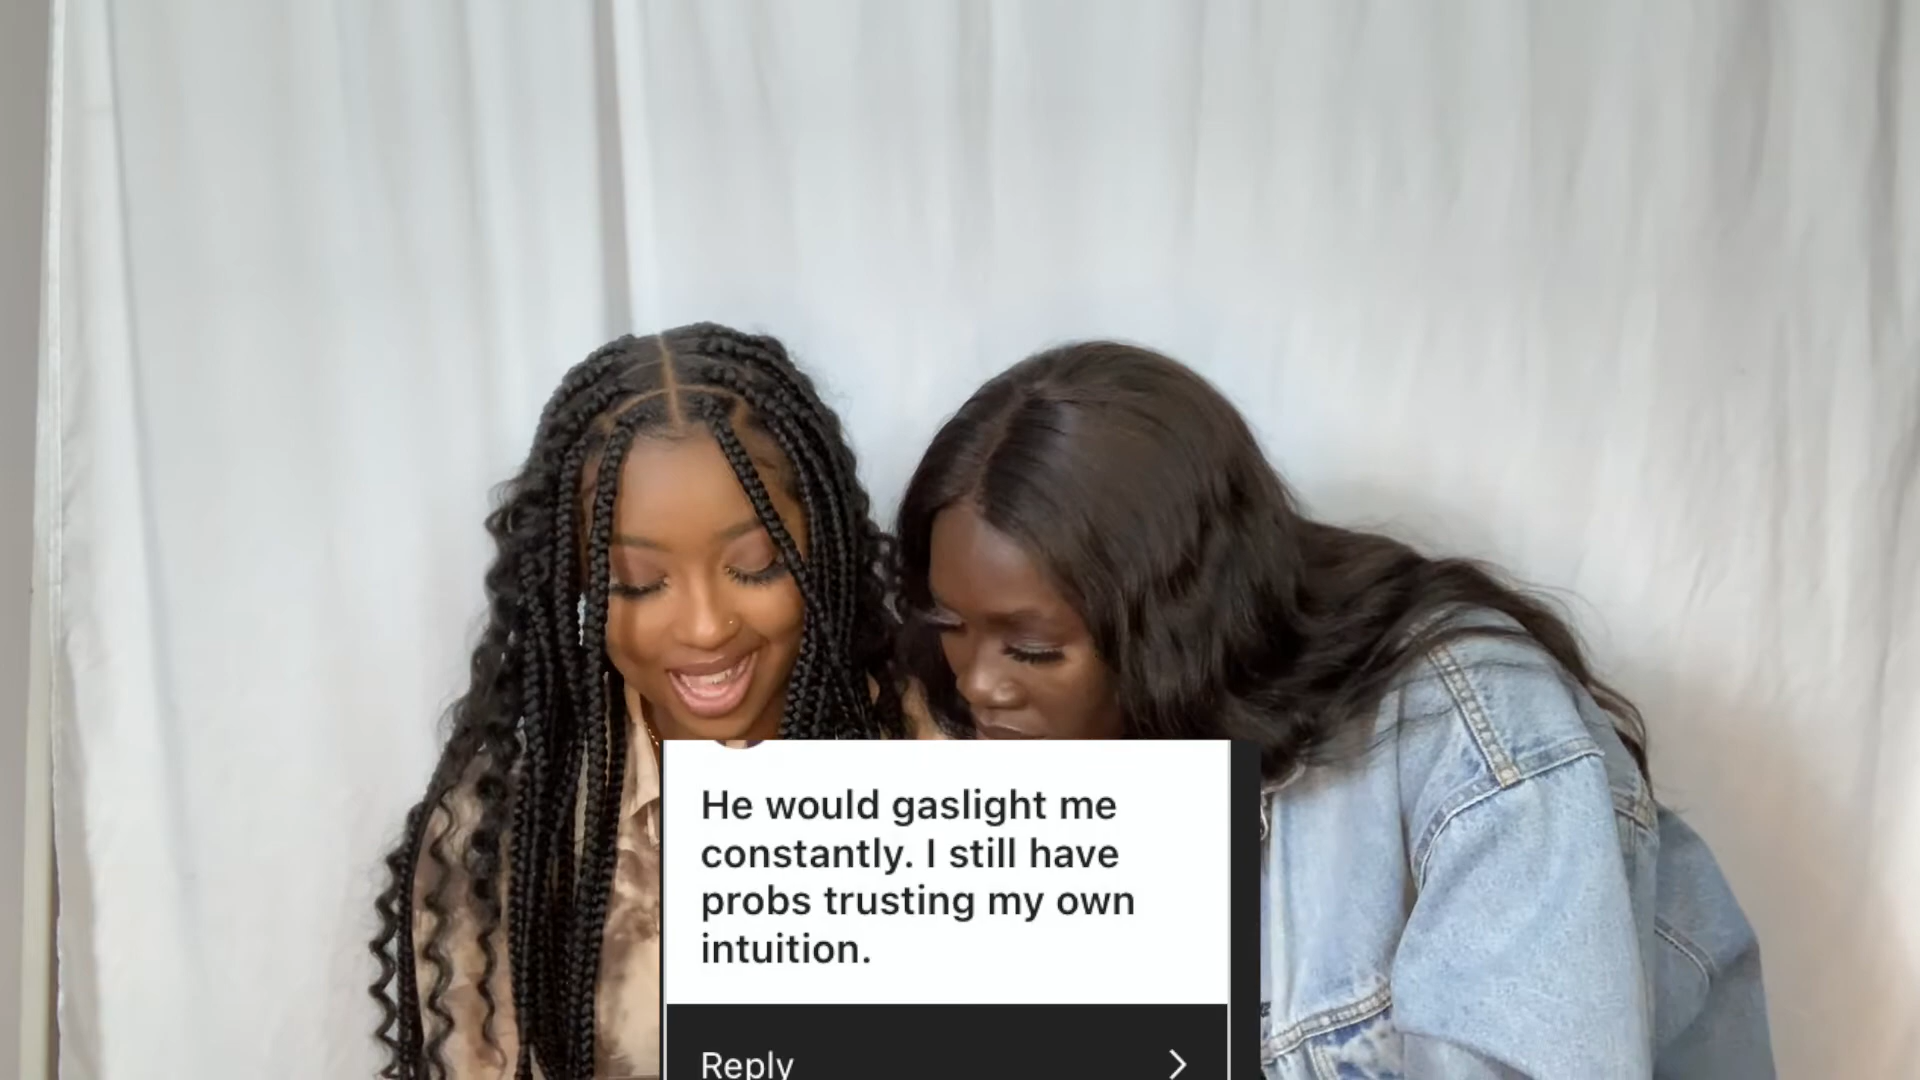 He would gaslight me
constantly. I still have
probs trusting my own
intuition.
Reply